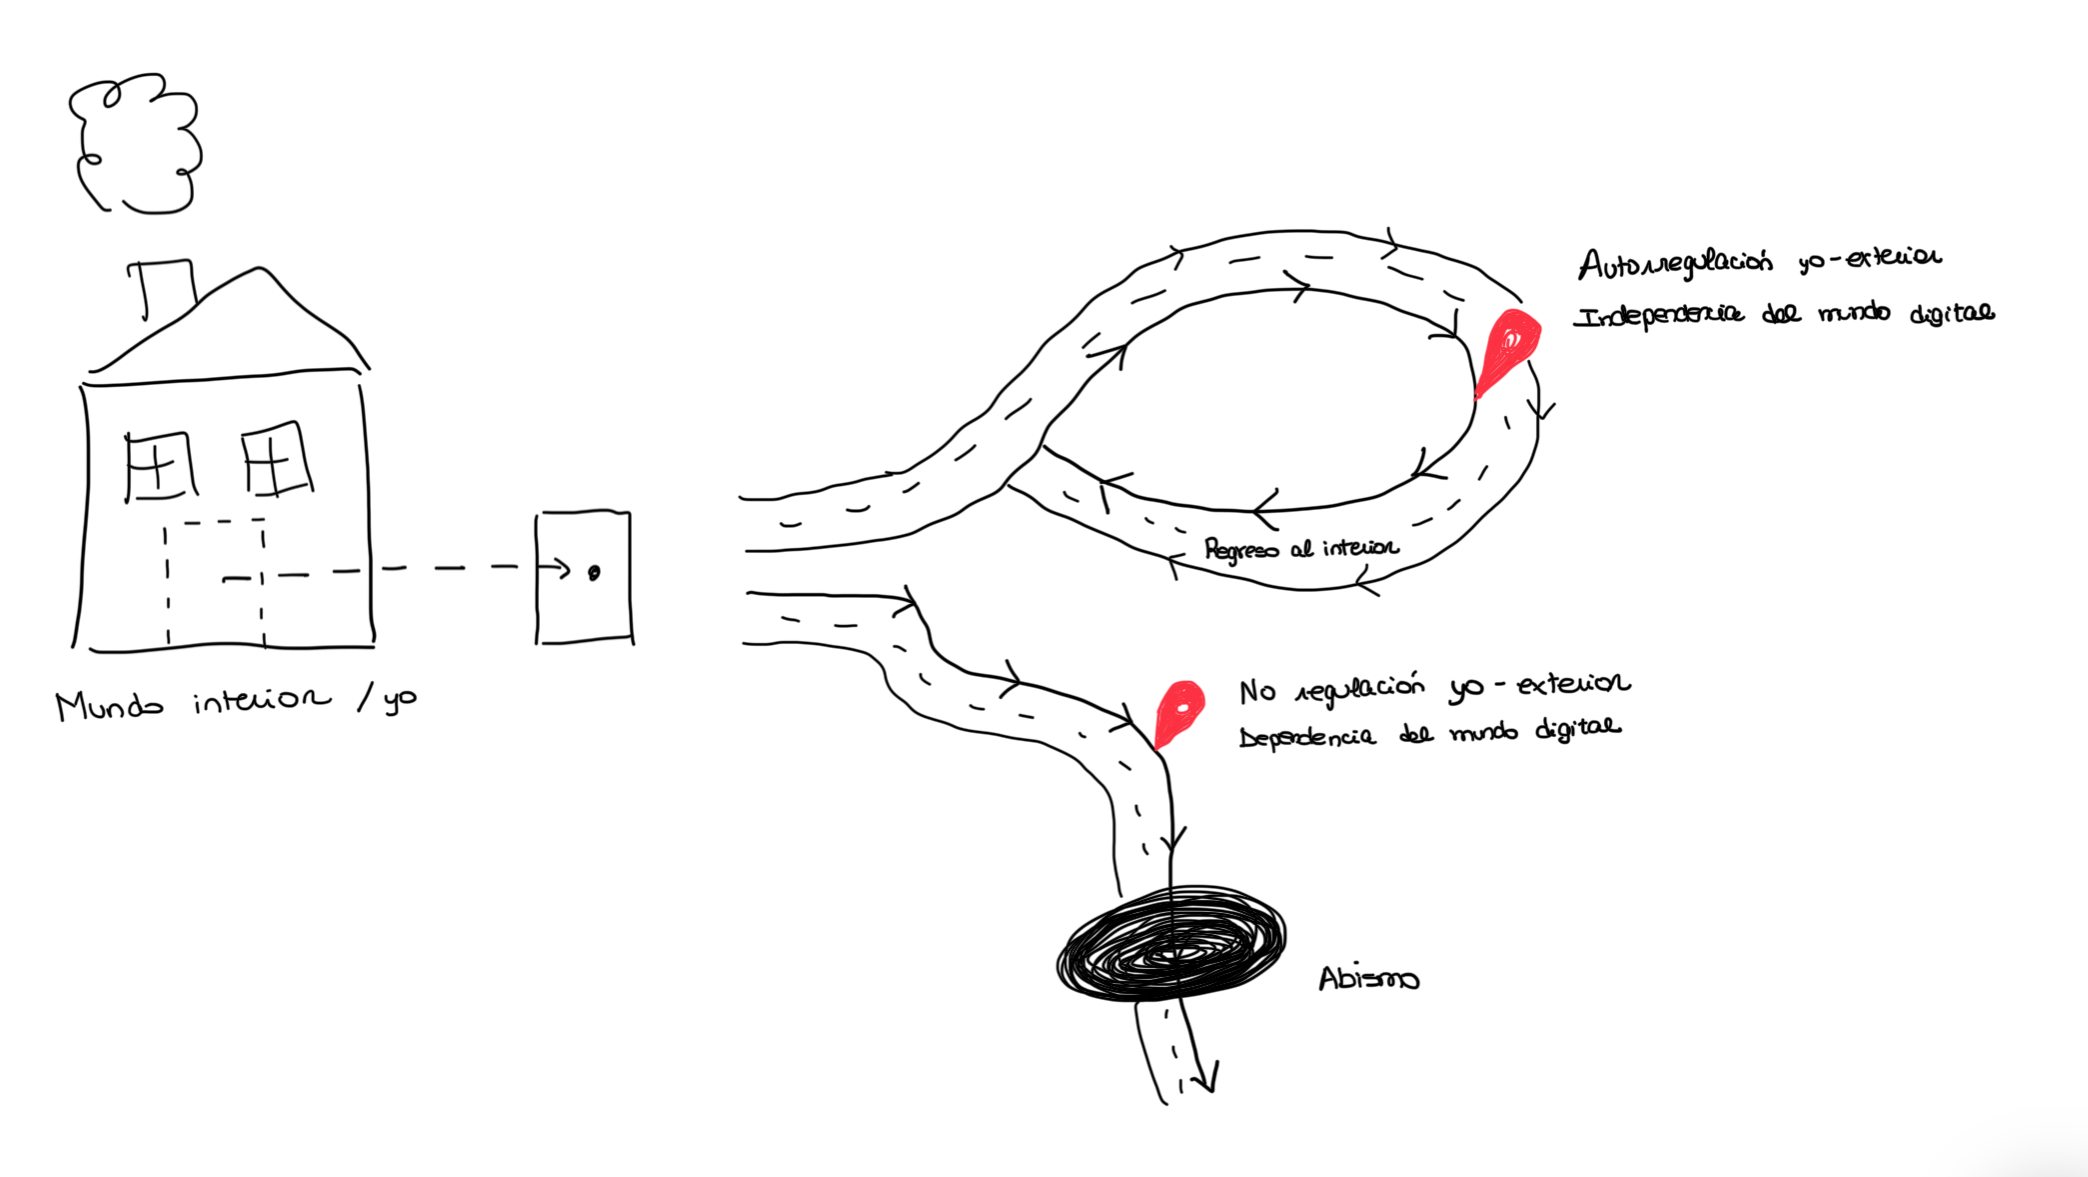 Autorregulación yo-exterior
Independencia del mundo digital
Regreso al interior
Mundo interior / yo
No regulación yo-exterior
Dependencia del mundo digital
Abismo